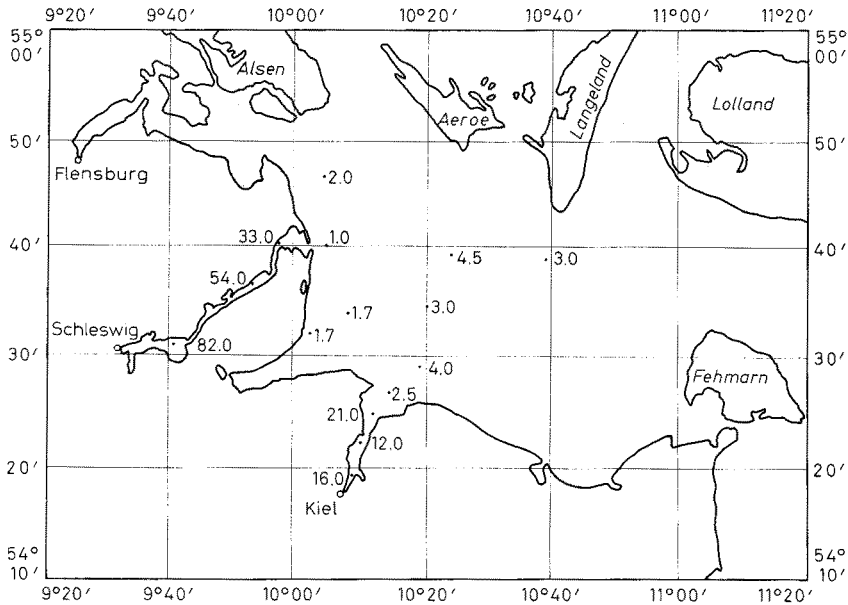 9°20′ 9°40′ 10°00′ 10°20′ 10°40′ 11°00′ 11°20′
55° 00′
55° 00′
Alsen
Langeland
Lolland
Aeroe
50′ 50′
Flensburg
2.0
40′ 33.0 1.0 40′
4.5 3.0
54.0
1.7 3.0
Schleswig
1.7
30′ 82.0 30′
4.0
Fehmarn
2.5
21.0
12.0
20′ 20′
16.0
Kiel
54° 10′
54° 10′
9°20′ 9°40′ 10°00′ 10°20′ 10°40′ 11°00′ 11°20′